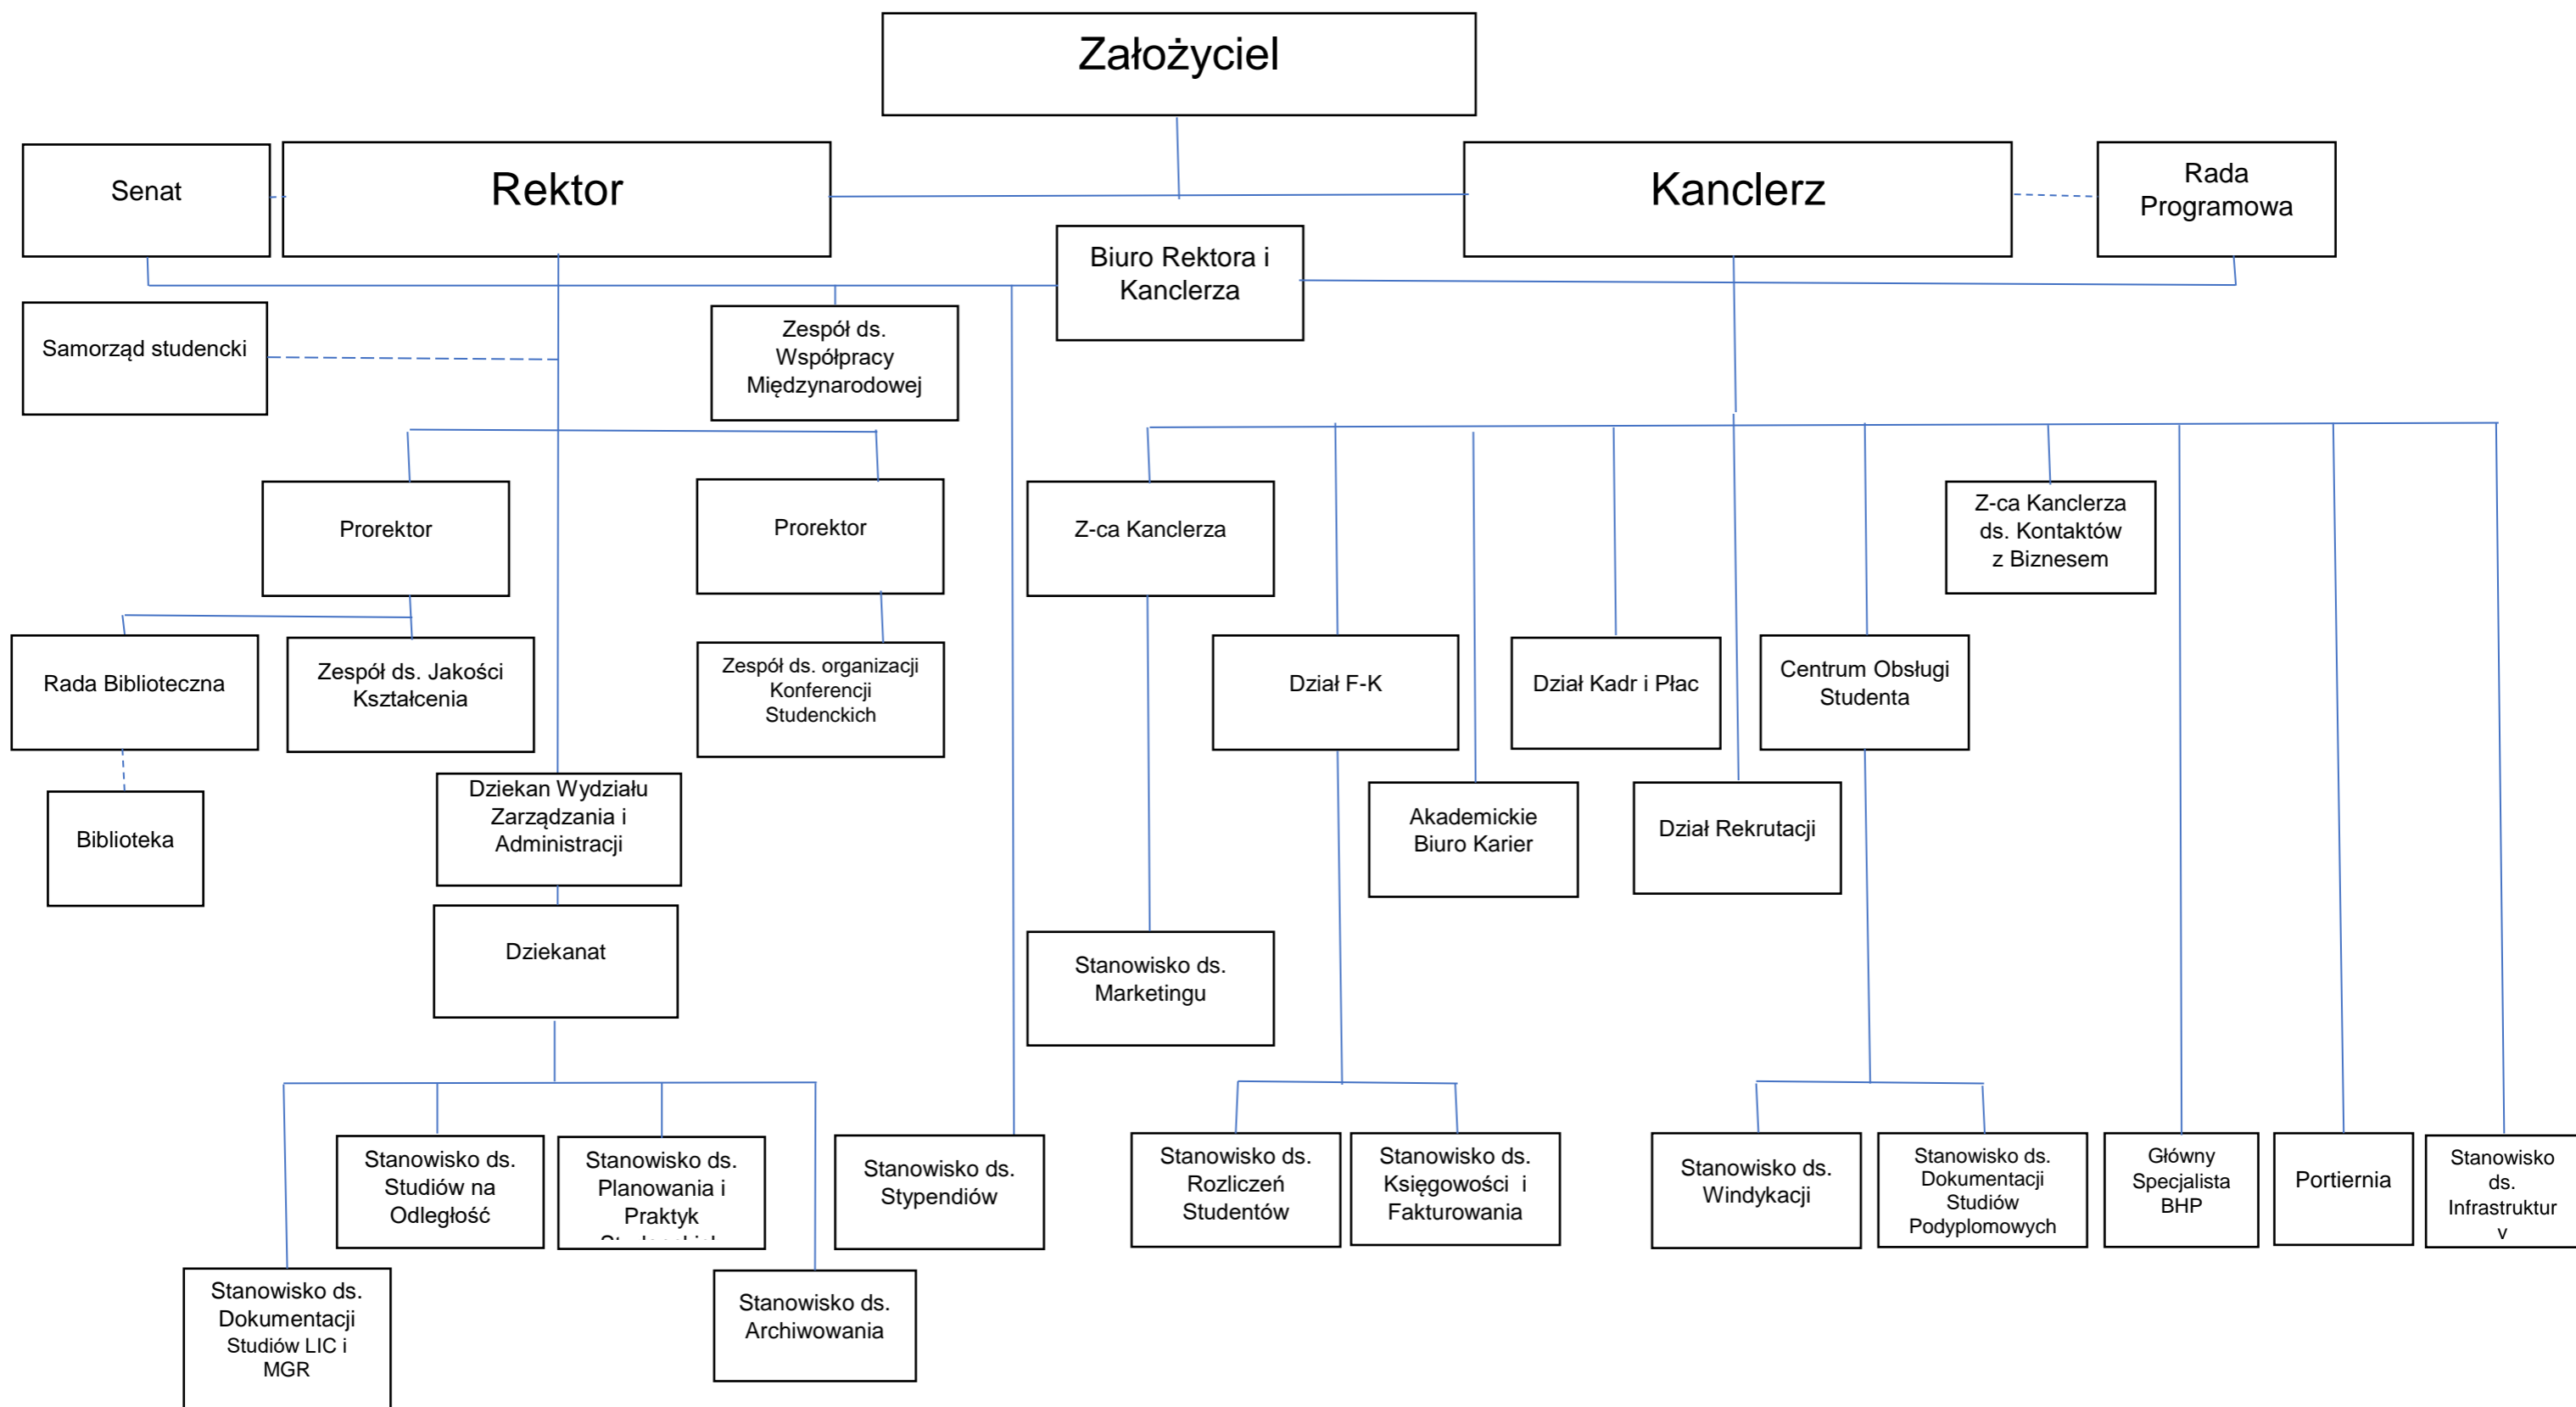 Założyciel
Senat
Rektor
Kanclerz
Rada
Programowa
Biuro Rektora i
Kanclerza
Samorząd studencki
Zespół ds.
Współpracy
Międzynarodowej
Prorektor
Prorektor
Z-ca Kanclerza
Z-ca Kanclerza
ds. Kontaktów
z Biznesem
Rada Biblioteczna
Zespół ds. Jakości
Kształcenia
Zespół ds. organizacji
Konferencji
Studenckich
Dział F-K
Dział Kadr i Płac
Centrum Obsługi
Studenta
Biblioteka
Dziekan Wydziału
Zarządzania i
Administracji
Akademickie
Biuro Karier
Dział Rekrutacji
Dziekanat
Stanowisko ds.
Marketingu
Stanowisko ds.
Studiów na
Odległość
Stanowisko ds.
Planowania i
Praktyk
Stanowisko ds.
Stypendiów
Stanowisko ds.
Rozliczeń
Studentów
Stanowisko ds.
Księgowości i
Fakturowania
Stanowisko ds.
Windykacji
Stanowisko ds.
Dokumentacji
Studiów
Podyplomowych
Główny
Specjalista
BHP
Portiernia
Stanowisko
ds.
Infrastruktur
Stanowisko ds.
Dokumentacji
Studiów LIC i
MGR
Stanowisko ds.
Archiwowania